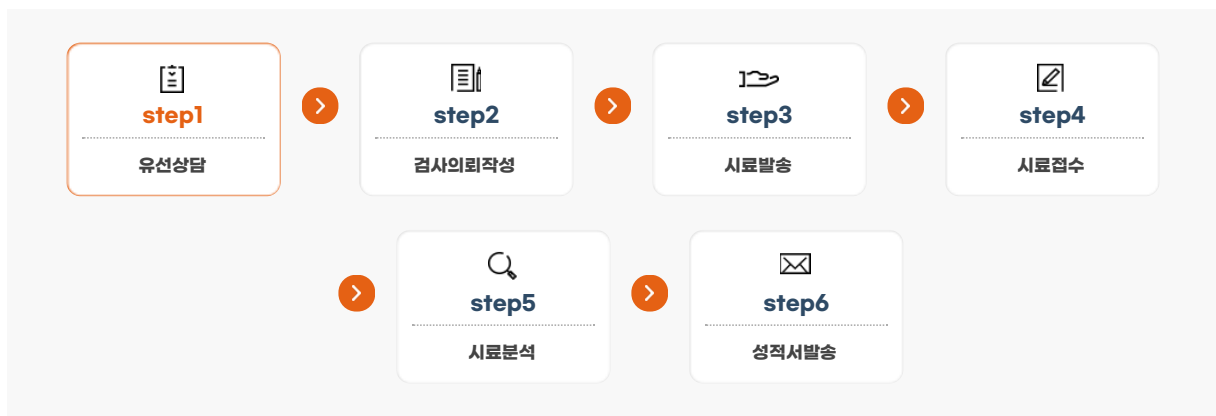 step1
유선상담
step2
검사의뢰작성
step3
시료발송
step4
시료접수
step5
시료분석
step6
성적서발송